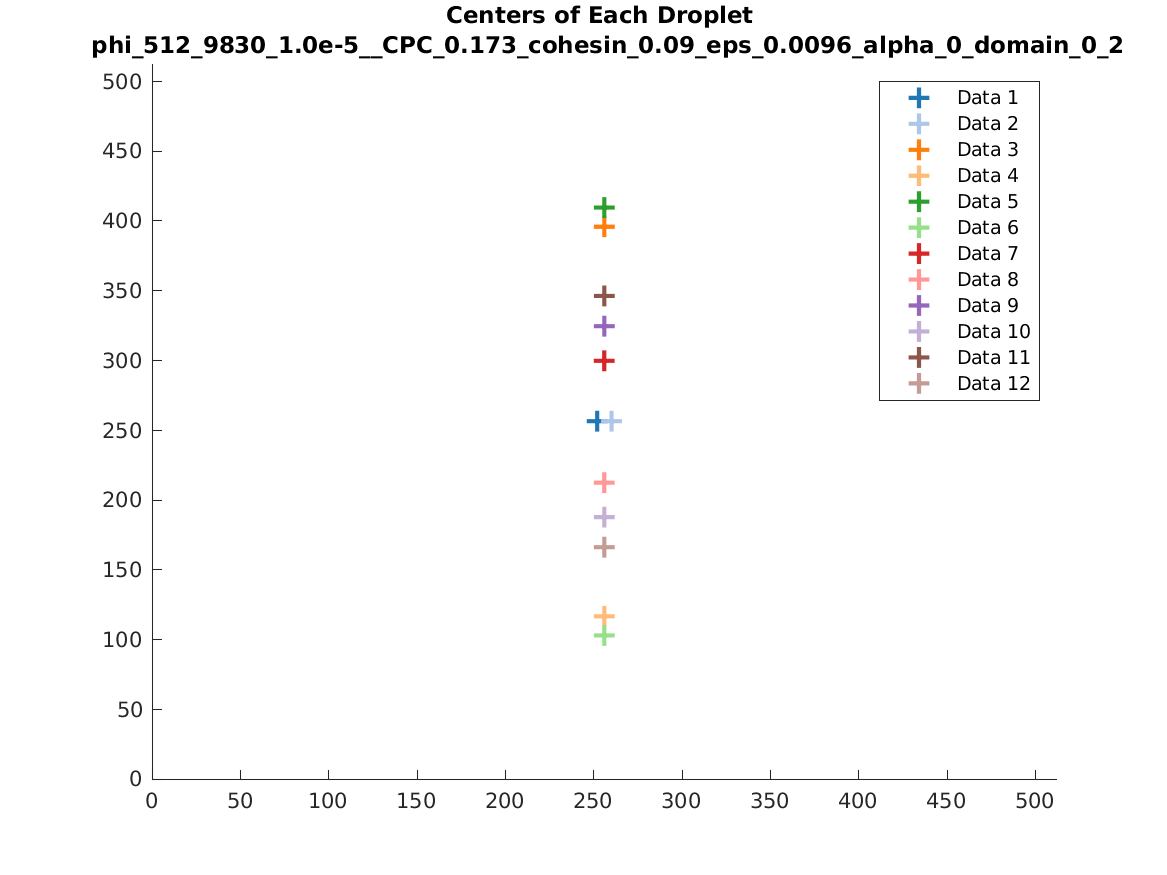 Centers of Each Droplet
phi_512_9830_1.0e-5__CPC_0.173_cohesin_0.09_eps_0.0096_alpha_0_domain_0_2
500
450
400
350
300
250
200
150
100
50
0
0 50 100 150 200 250 300 350 400 450 500
Data 1
Data 2
Data 3
Data 4
Data 5
Data 6
Data 7
Data 8
Data 9
Data 10
Data 11
Data 12